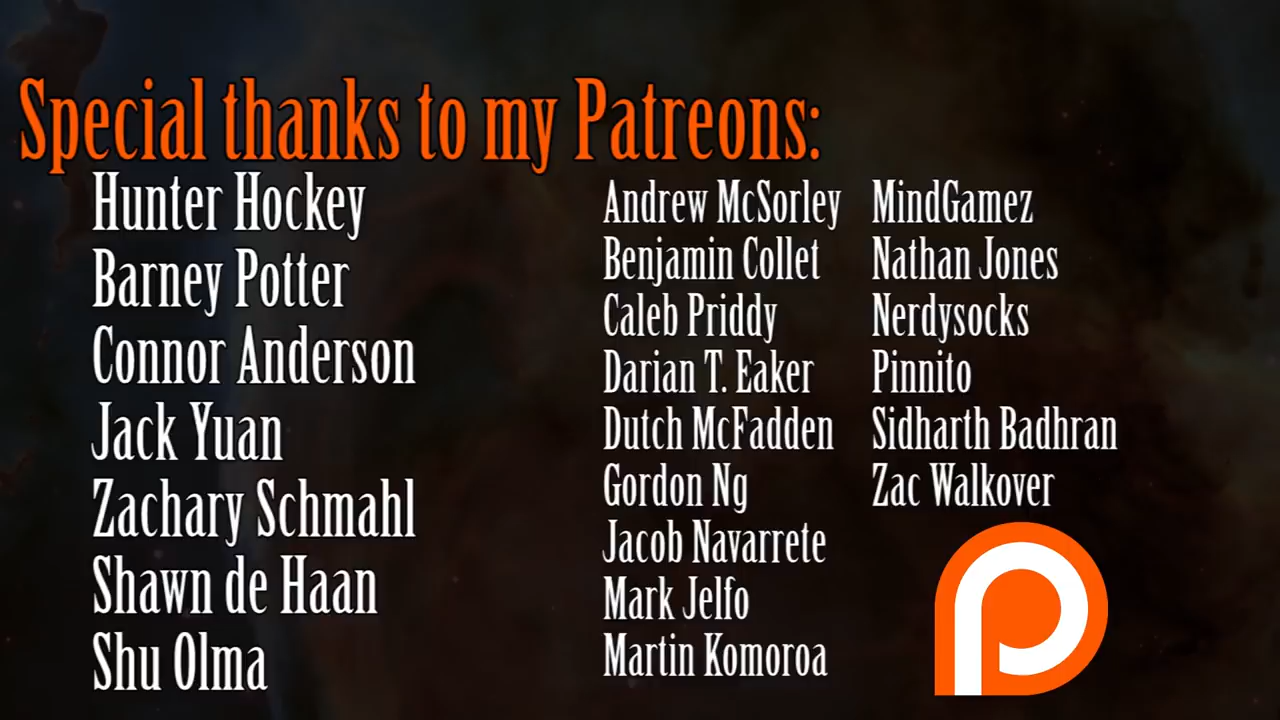 Special thanks to my Patreons:
Hunter Hockey
Barney Potter
Connor Anderson
Jack Yuan
Zachary Schmahl
Shawn de Haan
Shu Olma
Andrew McSorley
Benjamin Collet
Caleb Priddy
Darian T. Eaker
Dutch McFadden
Gordon Ng
Jacob Navarrete
Mark Jelfo
Martin Komoroa
MindGamez
Nathan Jones
Nerdysocks
Pinnito
Sidharth Badhran
Zac Walkover